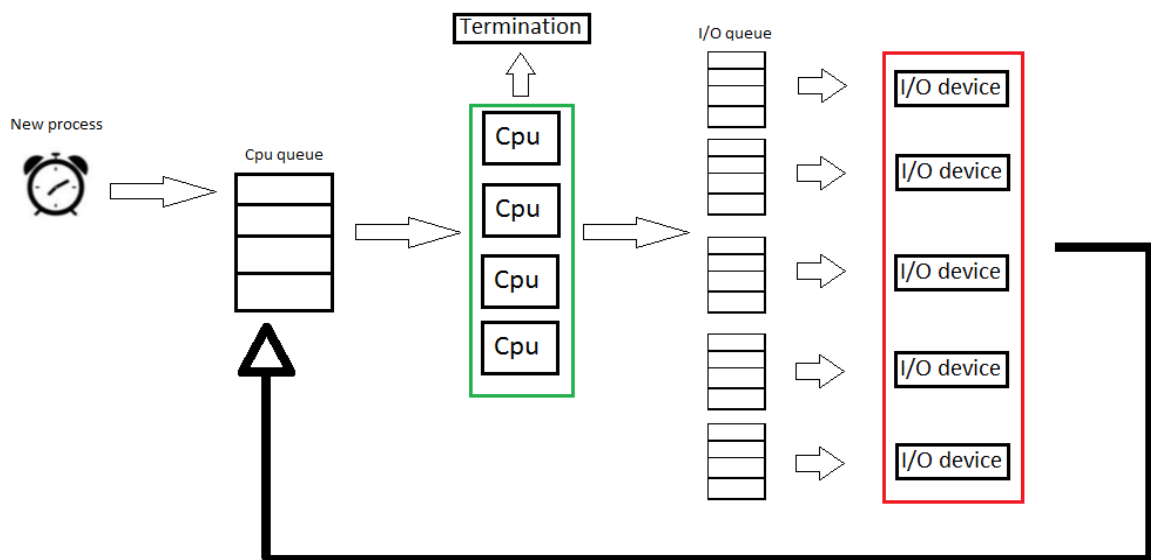 Termination
I/O queue
New process
Cpu queue
Cpu
Cpu
Cpu
Cpu
I/O device
I/O device
I/O device
I/O device
I/O device